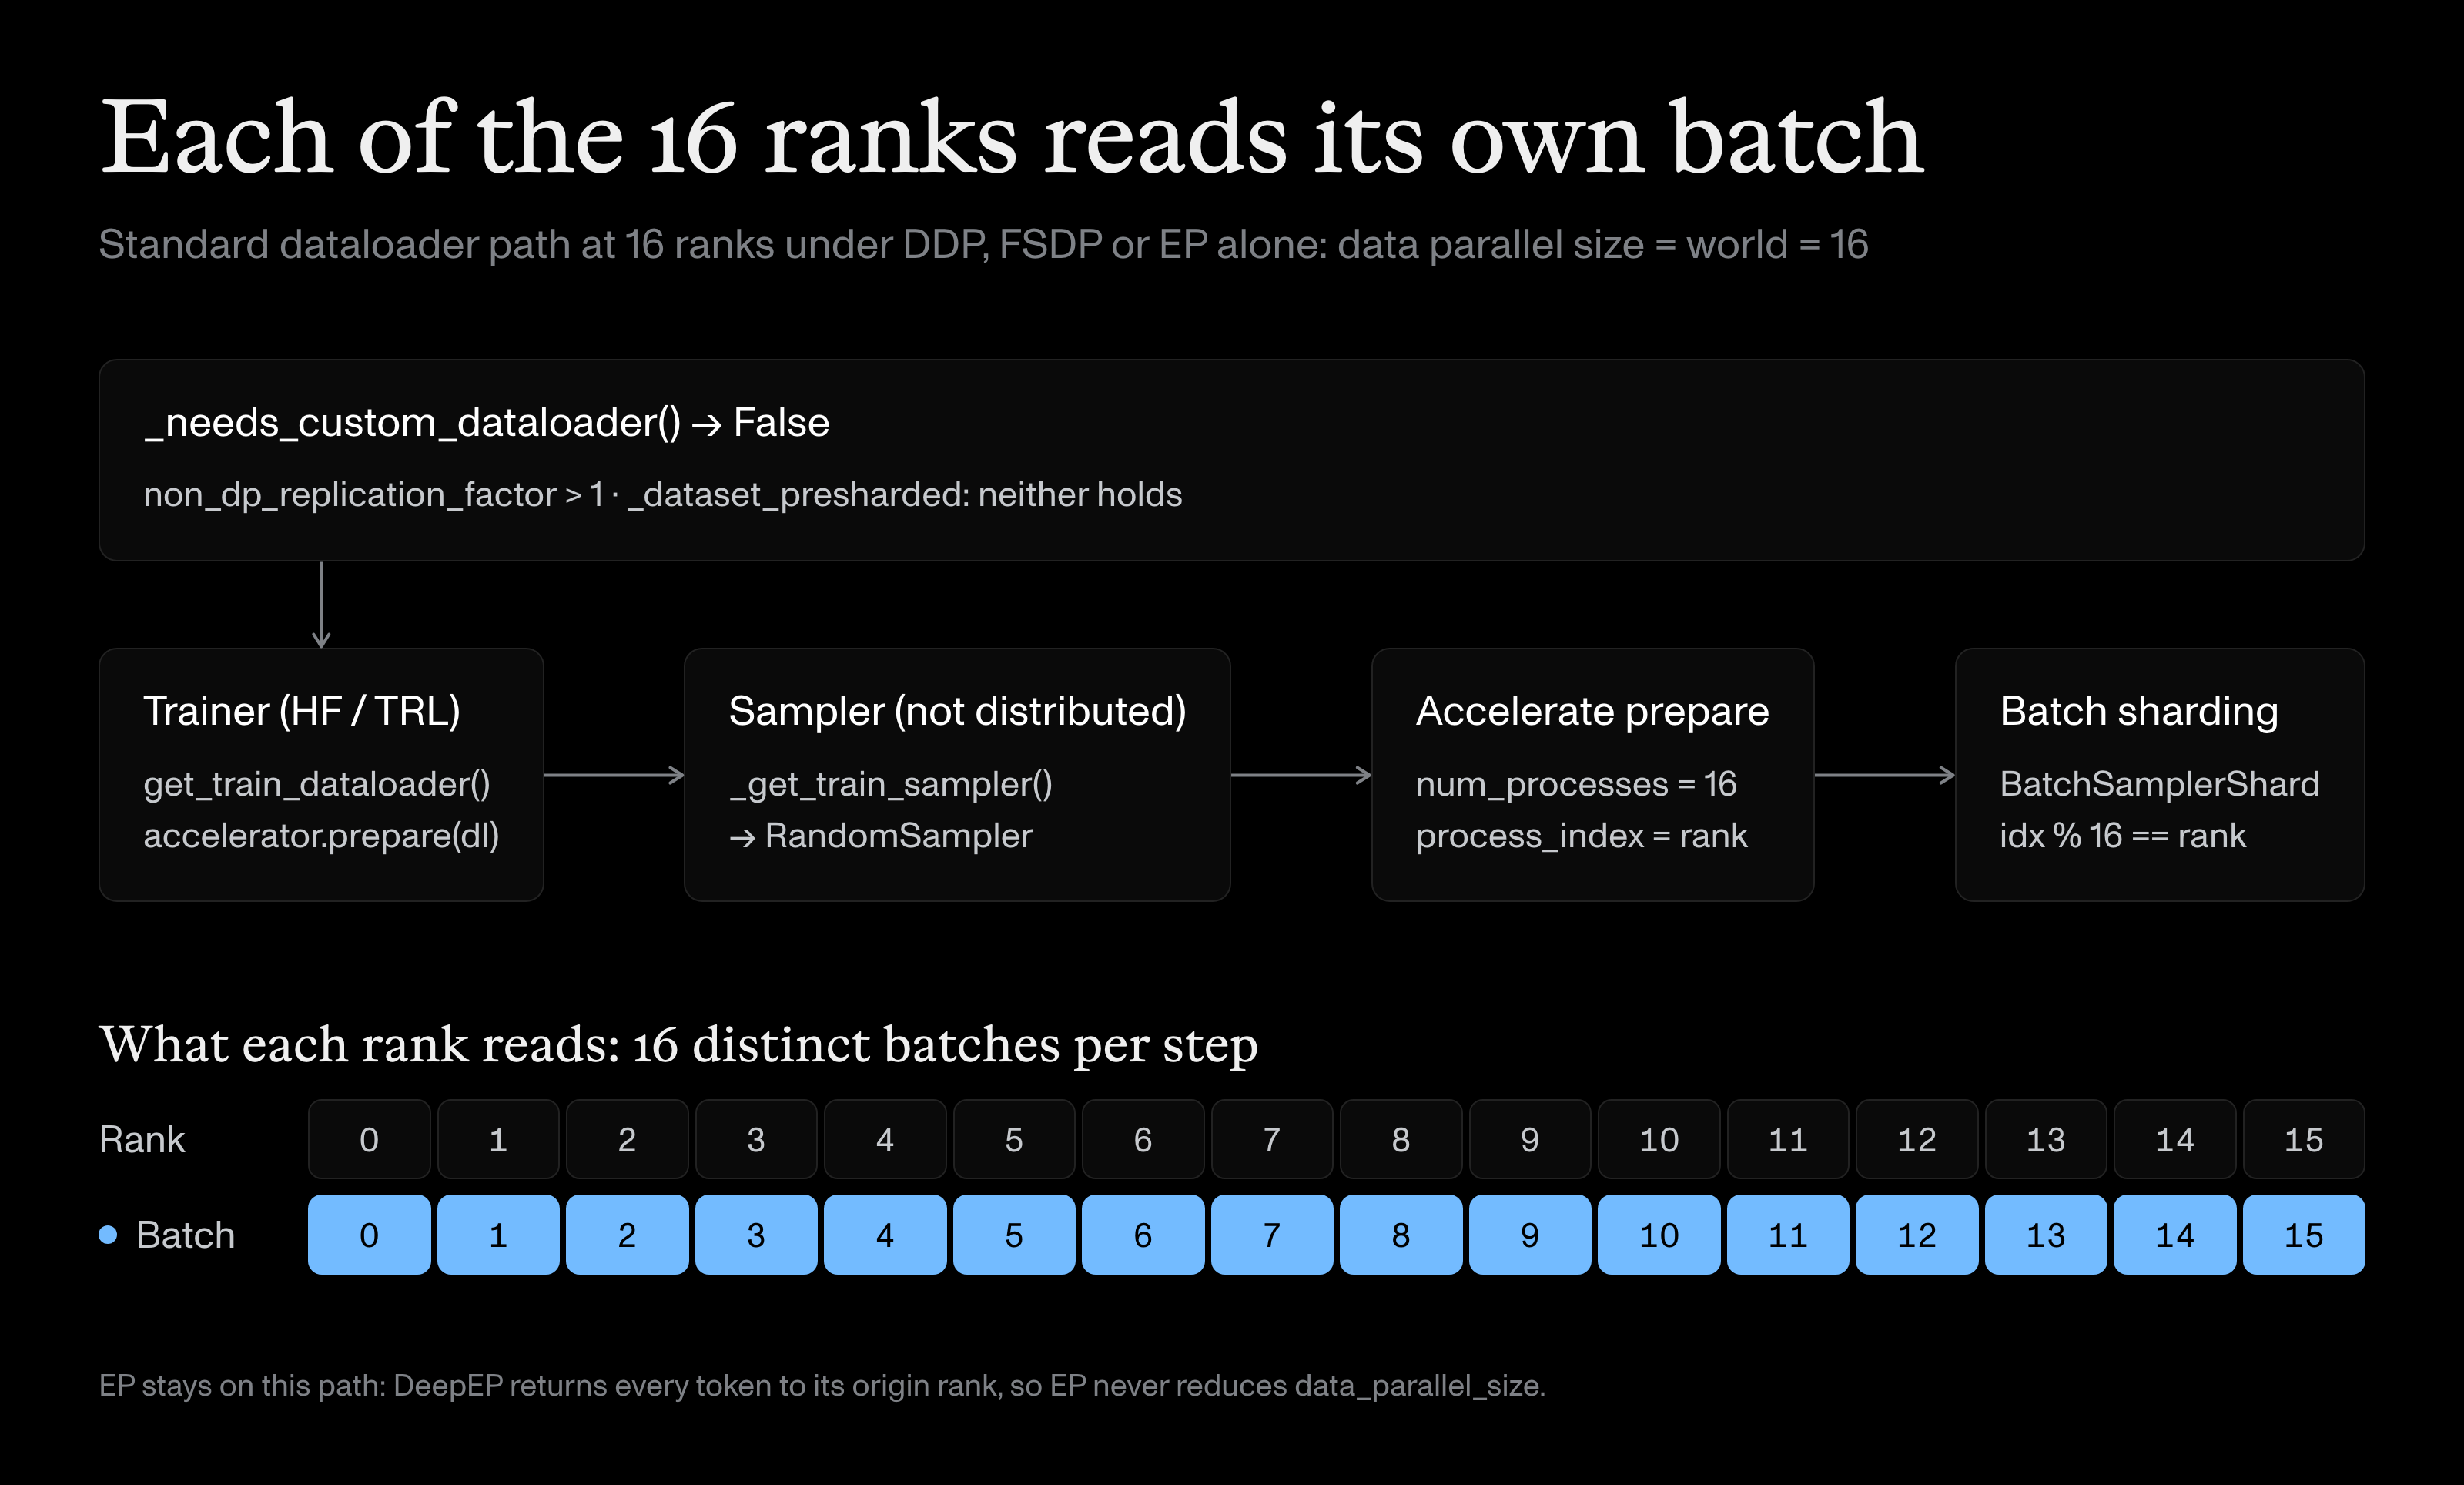 Each of the 16 ranks reads its own batch
Standard dataloader path at 16 ranks under DDP, FSDP or EP alone: data parallel size = world = 16
_needs_custom_dataloader() → False
non_dp_replication_factor > 1 · _dataset_presharded: neither holds
Trainer (HF / TRL)
get_train_dataloader()
accelerator.prepare(dl)
Sampler (not distributed)
_get_train_sampler()
→ RandomSampler
Accelerate prepare
num_processes = 16
process_index = rank
Batch sharding
BatchSamplerShard
idx % 16 == rank
What each rank reads: 16 distinct batches per step
Rank 0 1 2 3 4 5 6 7 8 9 10 11 12 13 14 15
Batch 0 1 2 3 4 5 6 7 8 9 10 11 12 13 14 15
EP stays on this path: DeepEP returns every token to its origin rank, so EP never reduces data_parallel_size.